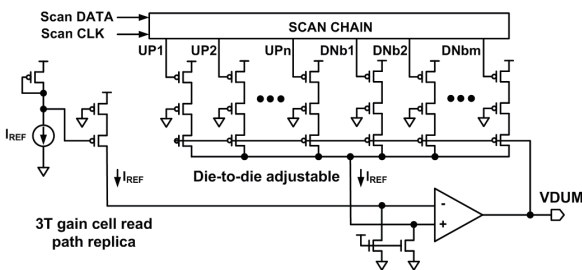 Scan DATA
Scan CLK
SCAN CHAIN
UP1 UP2 UPn DNb1 DNb2 DNbm
IREF
IREF
Die-to-die adjustable
IREF
3T gain cell read
path replica
-
+
VDUM